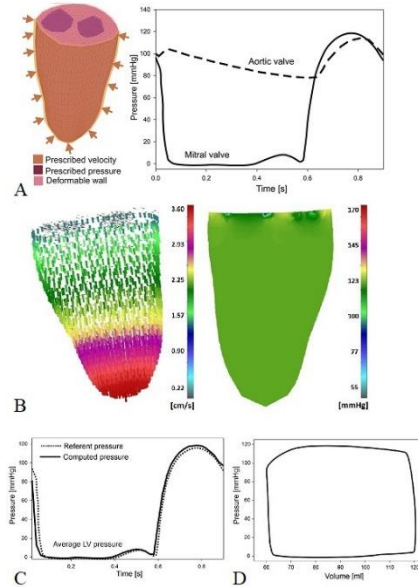 Prescribed velocity
Prescribed pressure
Deformable wall
A
Pressure [mmHg]
140
120
100
80
60
40
20
0
Aortic valve
Mitral valve
0
0.2
0.4
0.6
0.8
Time [s]
B
3.60
2.93
2.25
1.57
0.90
0.22
[cm/s]
170
145
123
100
77
55
[mmHg]
C
Pressure [mmHg]
120
100
80
60
40
20
0
Referent pressure
Computed pressure
Average LV pressure
0
0.2
0.4
0.6
0.8
Time [s]
D
Pressure [mmHg]
120
100
80
60
40
20
0
60
70
80
90
100
110
120
Volume [ml]